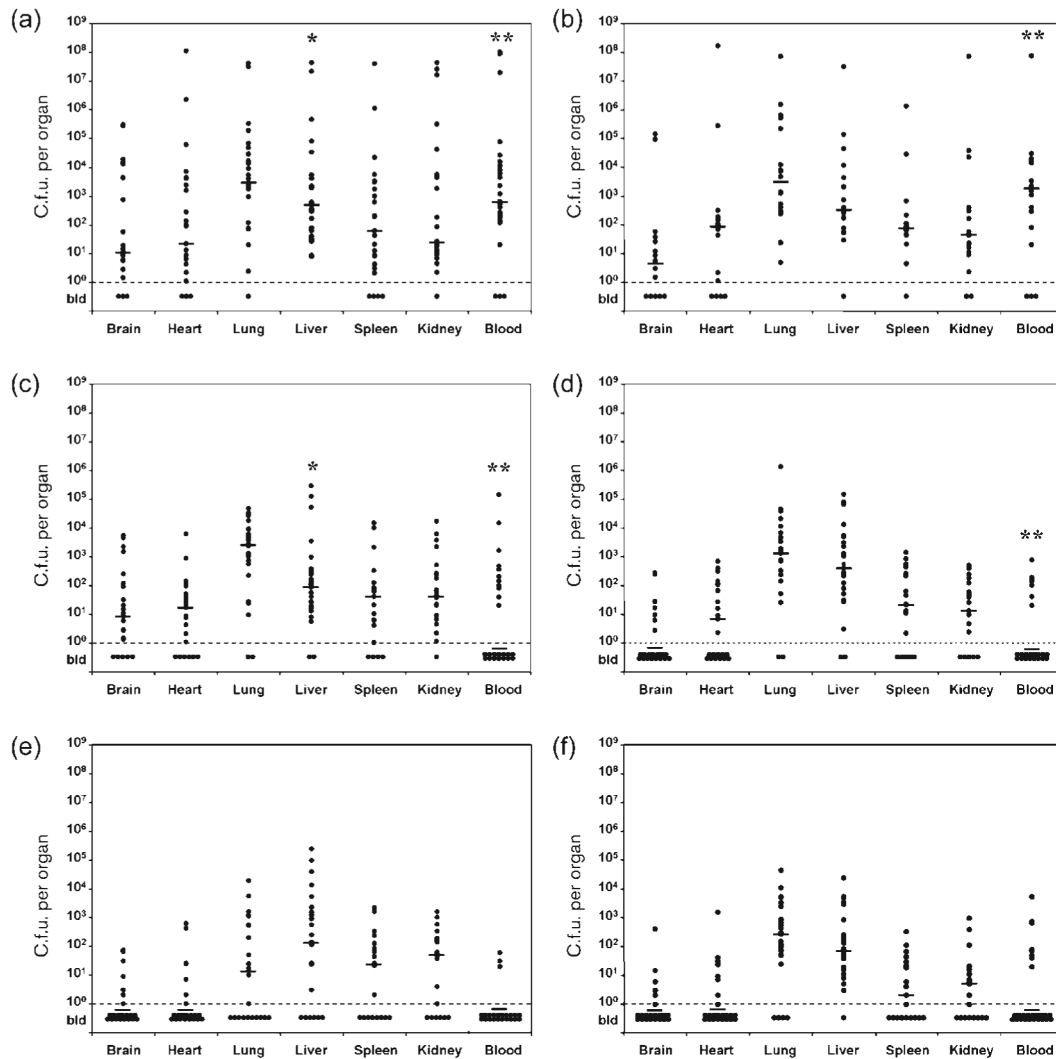 (a)
C.f.u. per organ
10⁹
10⁸
10⁷
10⁶
10⁵
10⁴
10³
10²
10¹
10⁰
bld
* **
Brain Heart Lung Liver Spleen Kidney Blood
(b)
C.f.u. per organ
10⁹
10⁸
10⁷
10⁶
10⁵
10⁴
10³
10²
10¹
10⁰
bld
**
Brain Heart Lung Liver Spleen Kidney Blood
(c)
C.f.u. per organ
10⁹
10⁸
10⁷
10⁶
10⁵
10⁴
10³
10²
10¹
10⁰
bld
* **
Brain Heart Lung Liver Spleen Kidney Blood
(d)
C.f.u. per organ
10⁹
10⁸
10⁷
10⁶
10⁵
10⁴
10³
10²
10¹
10⁰
bld
**
Brain Heart Lung Liver Spleen Kidney Blood
(e)
C.f.u. per organ
10⁹
10⁸
10⁷
10⁶
10⁵
10⁴
10³
10²
10¹
10⁰
bld
Brain Heart Lung Liver Spleen Kidney Blood
(f)
C.f.u. per organ
10⁹
10⁸
10⁷
10⁶
10⁵
10⁴
10³
10²
10¹
10⁰
bld
Brain Heart Lung Liver Spleen Kidney Blood